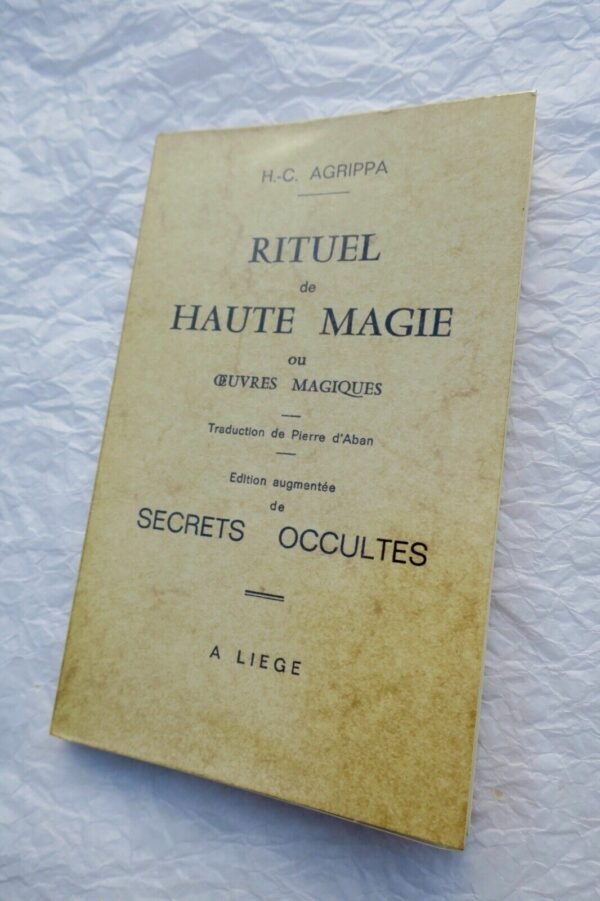 H.-C. AGRIPPA
RITUEL
de
HAUTE MAGIE
ou
ŒUVRES MAGIQUES
Traduction de Pierre d'Aban
Edition augmentée
de
SECRETS OCCULTES
A LIEGE